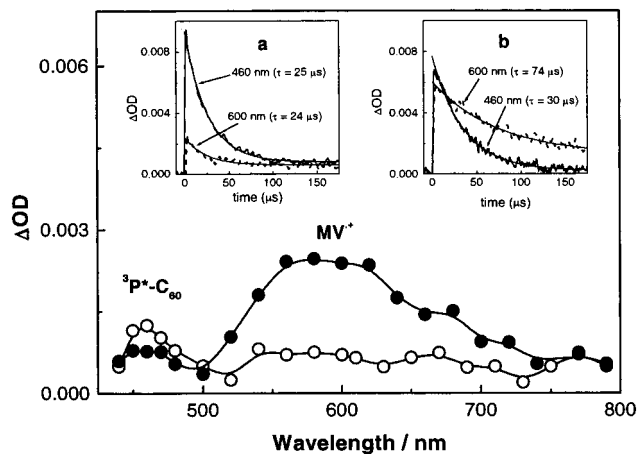 0.006
0.003
0.000
ΔOD
500
600
700
800
Wavelength / nm
³P*-C₆₀
MV·⁺
a
0.008
0.004
0.000
ΔOD
460 nm (τ = 25 μs)
600 nm (τ = 24 μs)
0
50
100
150
time (μs)
b
0.008
0.004
0.000
ΔOD
600 nm (τ = 74 μs)
460 nm (τ = 30 μs)
0
50
100
150
time (μs)